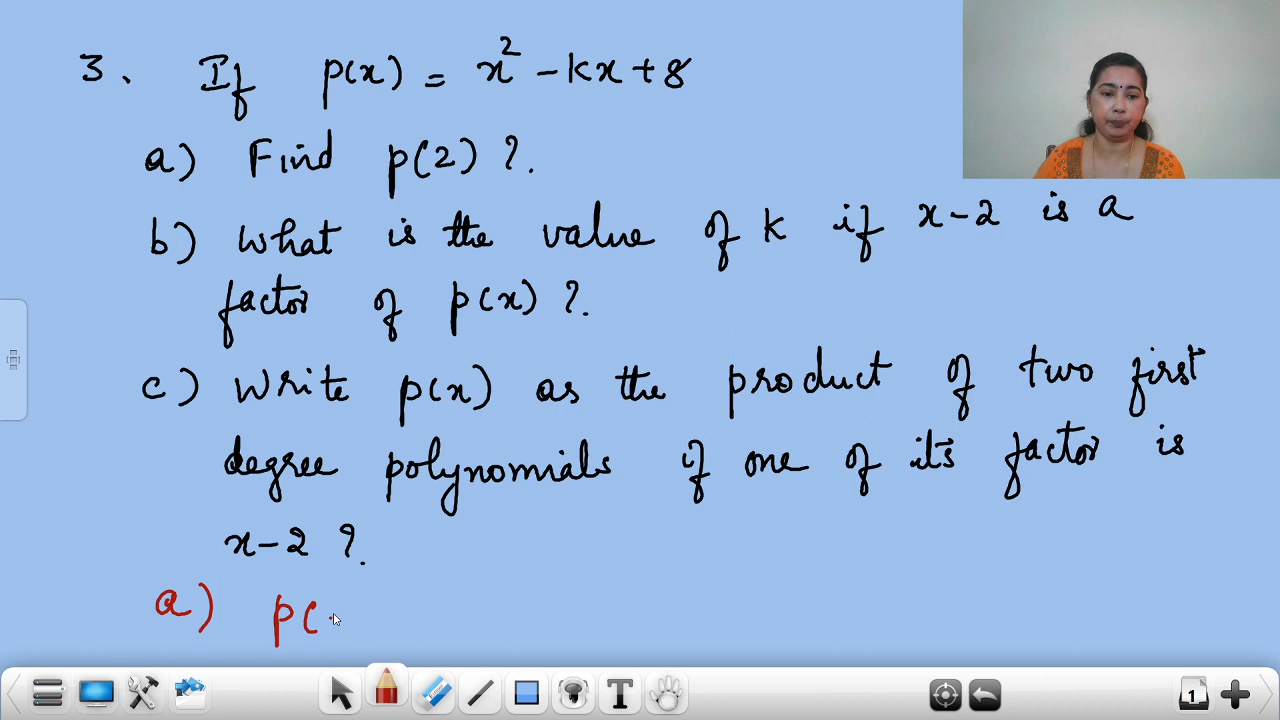 3. If p(x) = x² - kx + 8
a) Find p(2) ?.
b) What is the value of k if x-2 is a
factor of p(x) ?.
c) Write p(x) as the product of two first
degree polynomials if one of its factor is
x-2 ?.
a) p(
T
1